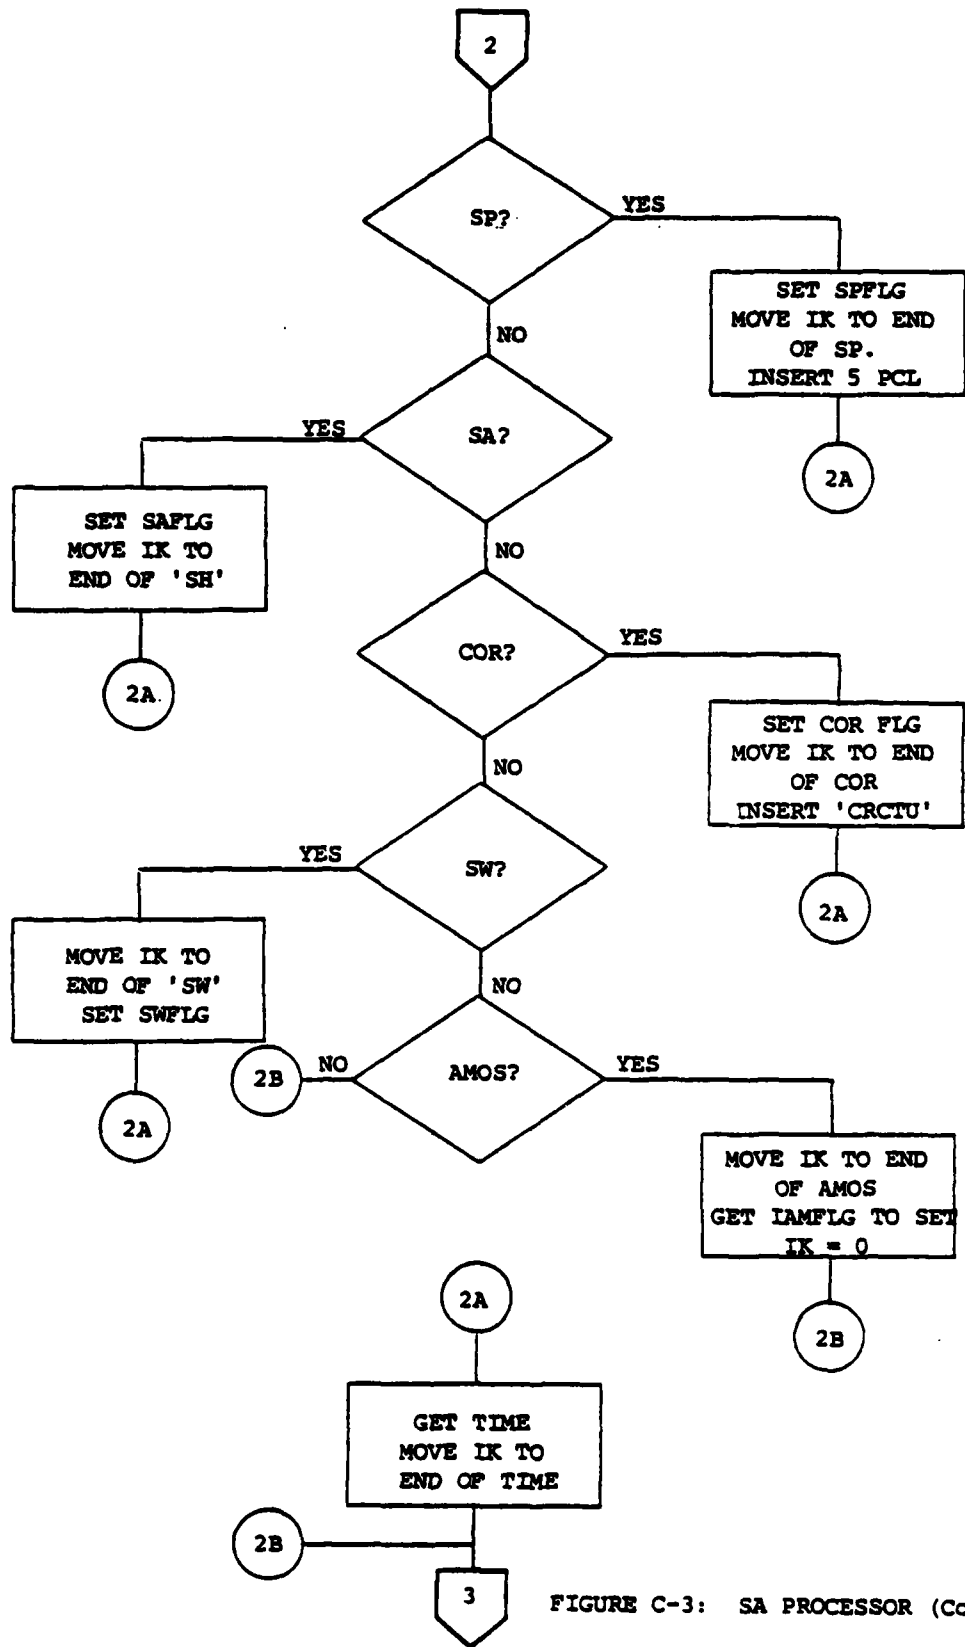 2
SP?
YES
SET SPFLG
MOVE IK TO END
OF SP.
INSERT 5 PCL
2A
NO
SA?
YES
SET SAFLG
MOVE IK TO
END OF 'SH'
2A
NO
COR?
YES
SET COR FLG
MOVE IK TO END
OF COR
INSERT 'CRCTU'
2A
NO
SW?
YES
MOVE IK TO
END OF 'SW'
SET SWFLG
2A
NO
AMOS?
NO
2B
YES
MOVE IK TO END
OF AMOS
GET IAMFLG TO SET
IK = 0
2B
2A
GET TIME
MOVE IK TO
END OF TIME
2B
3
FIGURE C-3: SA PROCESSOR (Co